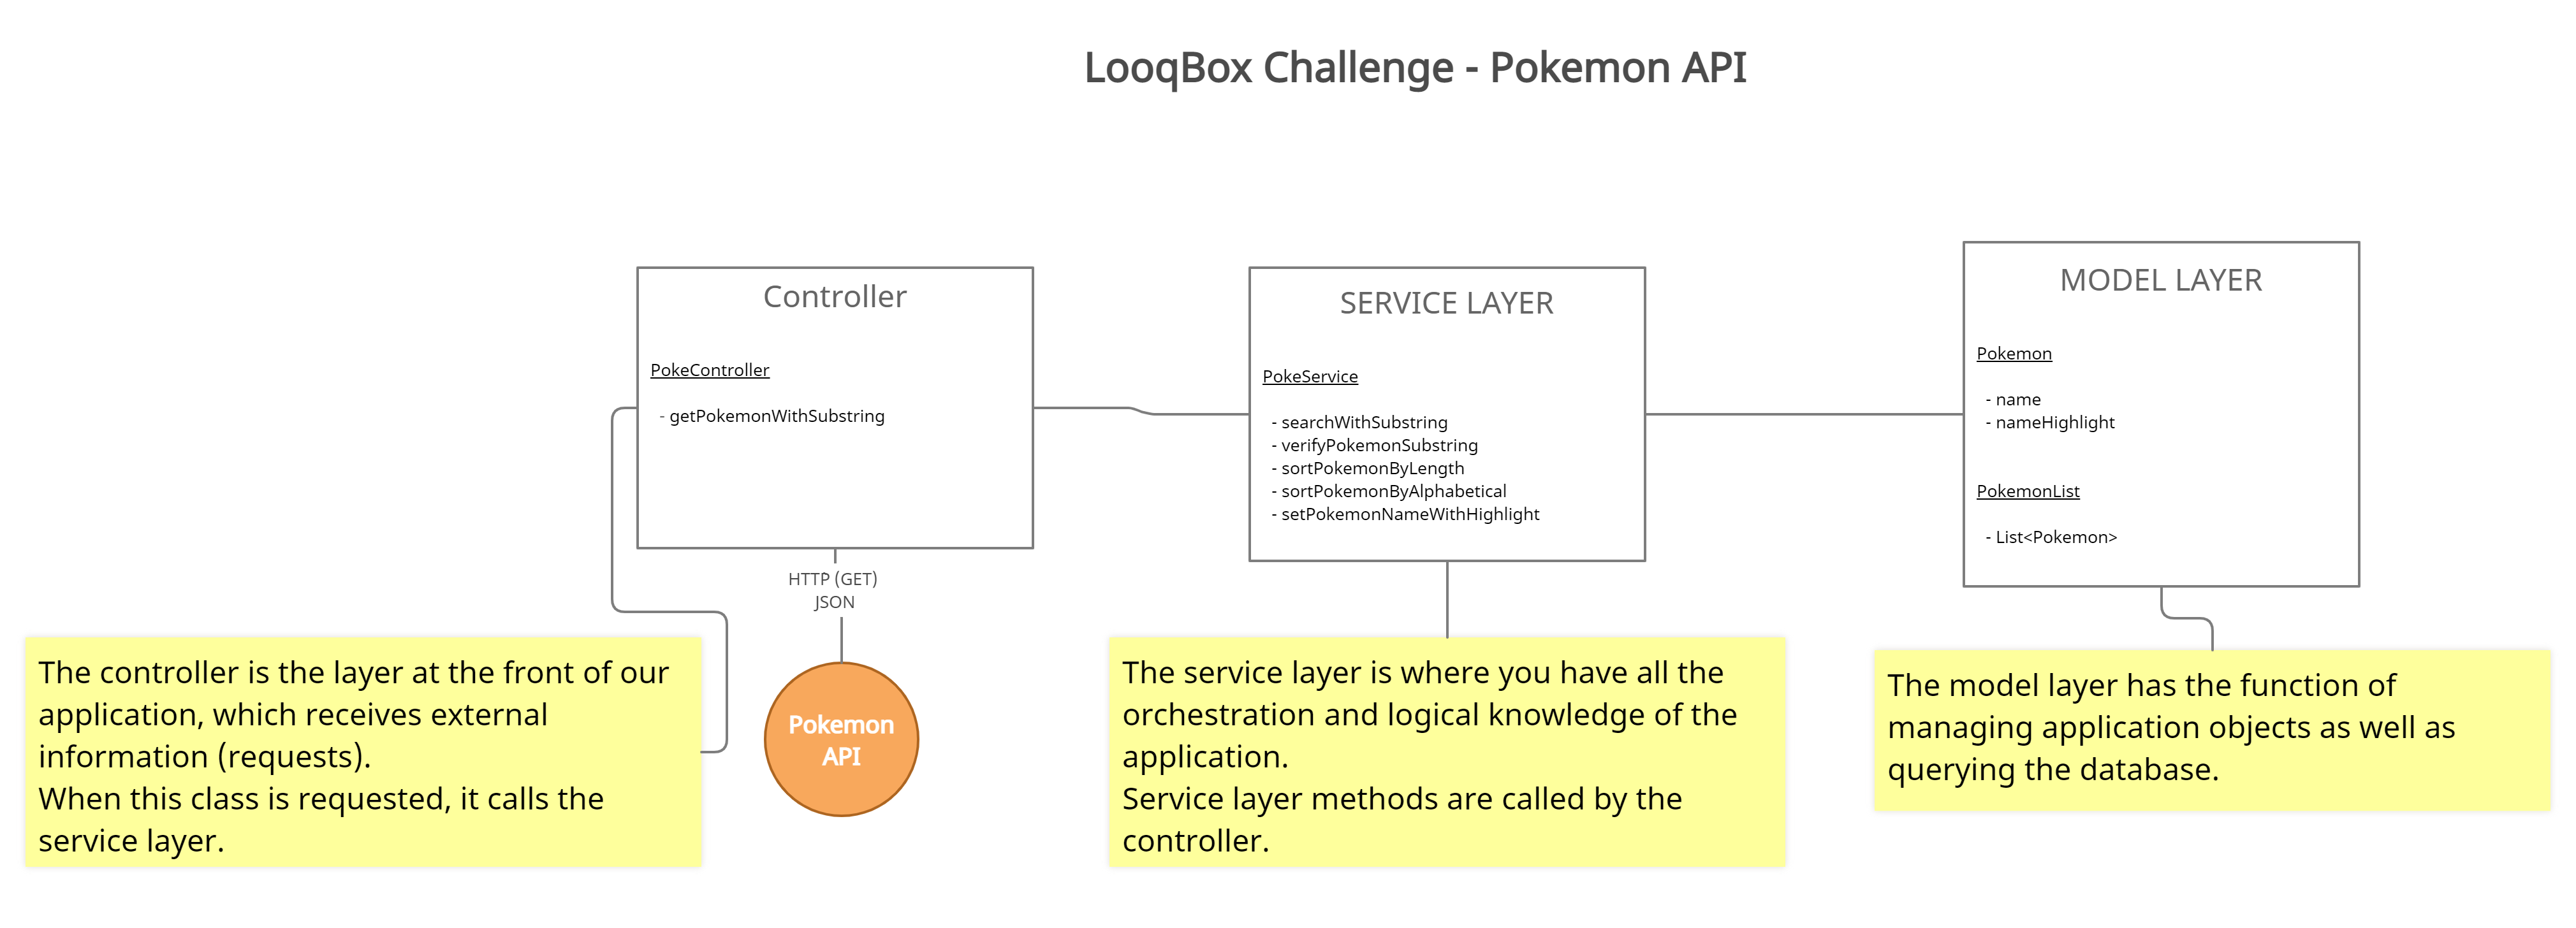 LooqBox Challenge - Pokemon API
Controller
PokeController
- getPokemonWithSubstring
HTTP (GET)
JSON
Pokemon
API
The controller is the layer at the front of our
application, which receives external
information (requests).
When this class is requested, it calls the
service layer.
SERVICE LAYER
PokeService
- searchWithSubstring
- verifyPokemonSubstring
- sortPokemonByLength
- sortPokemonByAlphabetical
- setPokemonNameWithHighlight
The service layer is where you have all the
orchestration and logical knowledge of the
application.
Service layer methods are called by the
controller.
MODEL LAYER
Pokemon
- name
- nameHighlight
PokemonList
- List<Pokemon>
The model layer has the function of
managing application objects as well as
querying the database.